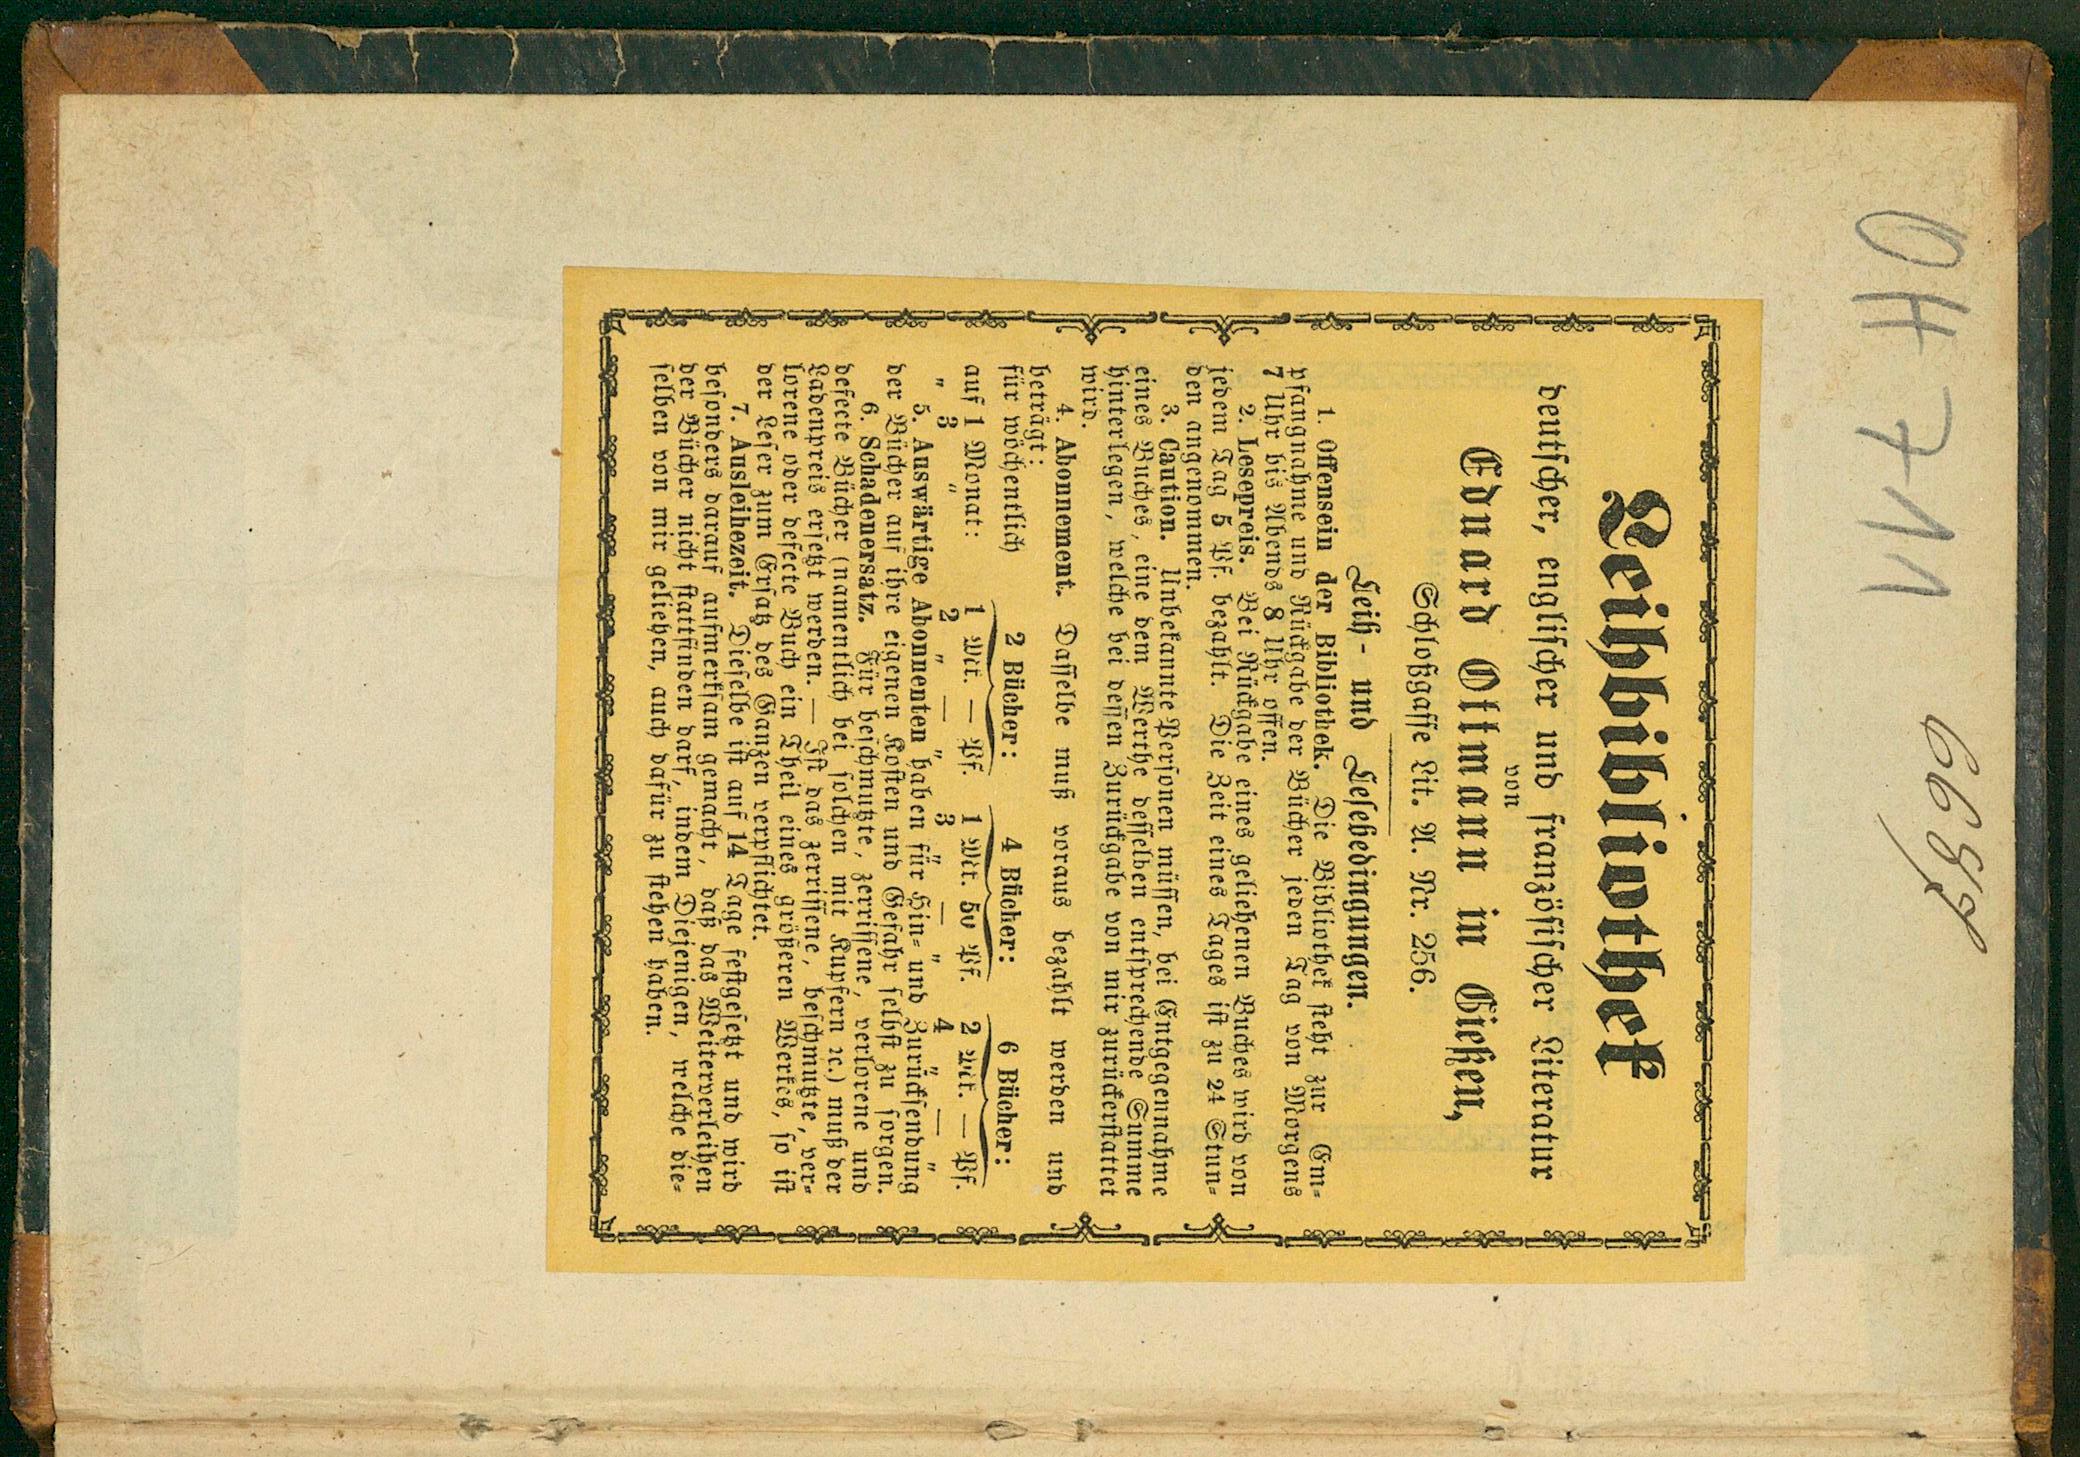 OH 711
6689
Leihbibliothek
deutscher, englischer und französischer Literatur
von
Eduard Ottmann in Gießen,
Schloßgasse Lit. A. Nr. 256.
Leih- und Lesebedingungen.
1. Offensein der Bibliothek. Die Bibliothek steht zur Em-
pfangnahme und Rückgabe der Bücher jeden Tag von Morgens
7 Uhr bis Abends 8 Uhr offen.
2. Lesepreis. Bei Rückgabe eines geliehenen Buches wird von
jedem Tag 5 Pf. bezahlt. Die Zeit eines Tages ist zu 24 Stun-
den angenommen.
3. Caution. Unbekannte Personen müssen, bei Entgegennahme
eines Buches, eine dem Werthe desselben entsprechende Summe
hinterlegen, welche bei dessen Zurückgabe von mir zurückerstattet
wird.
4. Abonnement. Dasselbe muß voraus bezahlt werden und
beträgt:
für wöchentlich 2 Bücher: 4 Bücher: 6 Bücher:
auf 1 Monat: 1 Mk. — Pf. 1 Mk. 50 Pf. 2 Mk. — Pf.
" 3 " 2 " — " 3 " — " 4 " — "
5. Auswärtige Abonnenten haben für Hin- und Zurücksendung
der Bücher auf ihre eigenen Kosten und Gefahr selbst zu sorgen.
6. Schadenersatz. Für beschmutzte, zerrissene, verlorene und
defecte Bücher (namentlich bei solchen mit Kupfern ꝛc.) muß der
Ladenpreis ersetzt werden. — Ist das zerrissene, beschmutzte, ver-
lorene oder defecte Buch ein Theil eines größeren Werkes, so ist
der Leser zum Ersatz des Ganzen verpflichtet.
7. Ausleihezeit. Dieselbe ist auf 14 Tage festgesetzt und wird
besonders darauf aufmerksam gemacht, daß das Weiterverleihen
der Bücher nicht stattfinden darf, indem Diejenigen, welche die-
selben von mir geliehen, auch dafür zu stehen haben.